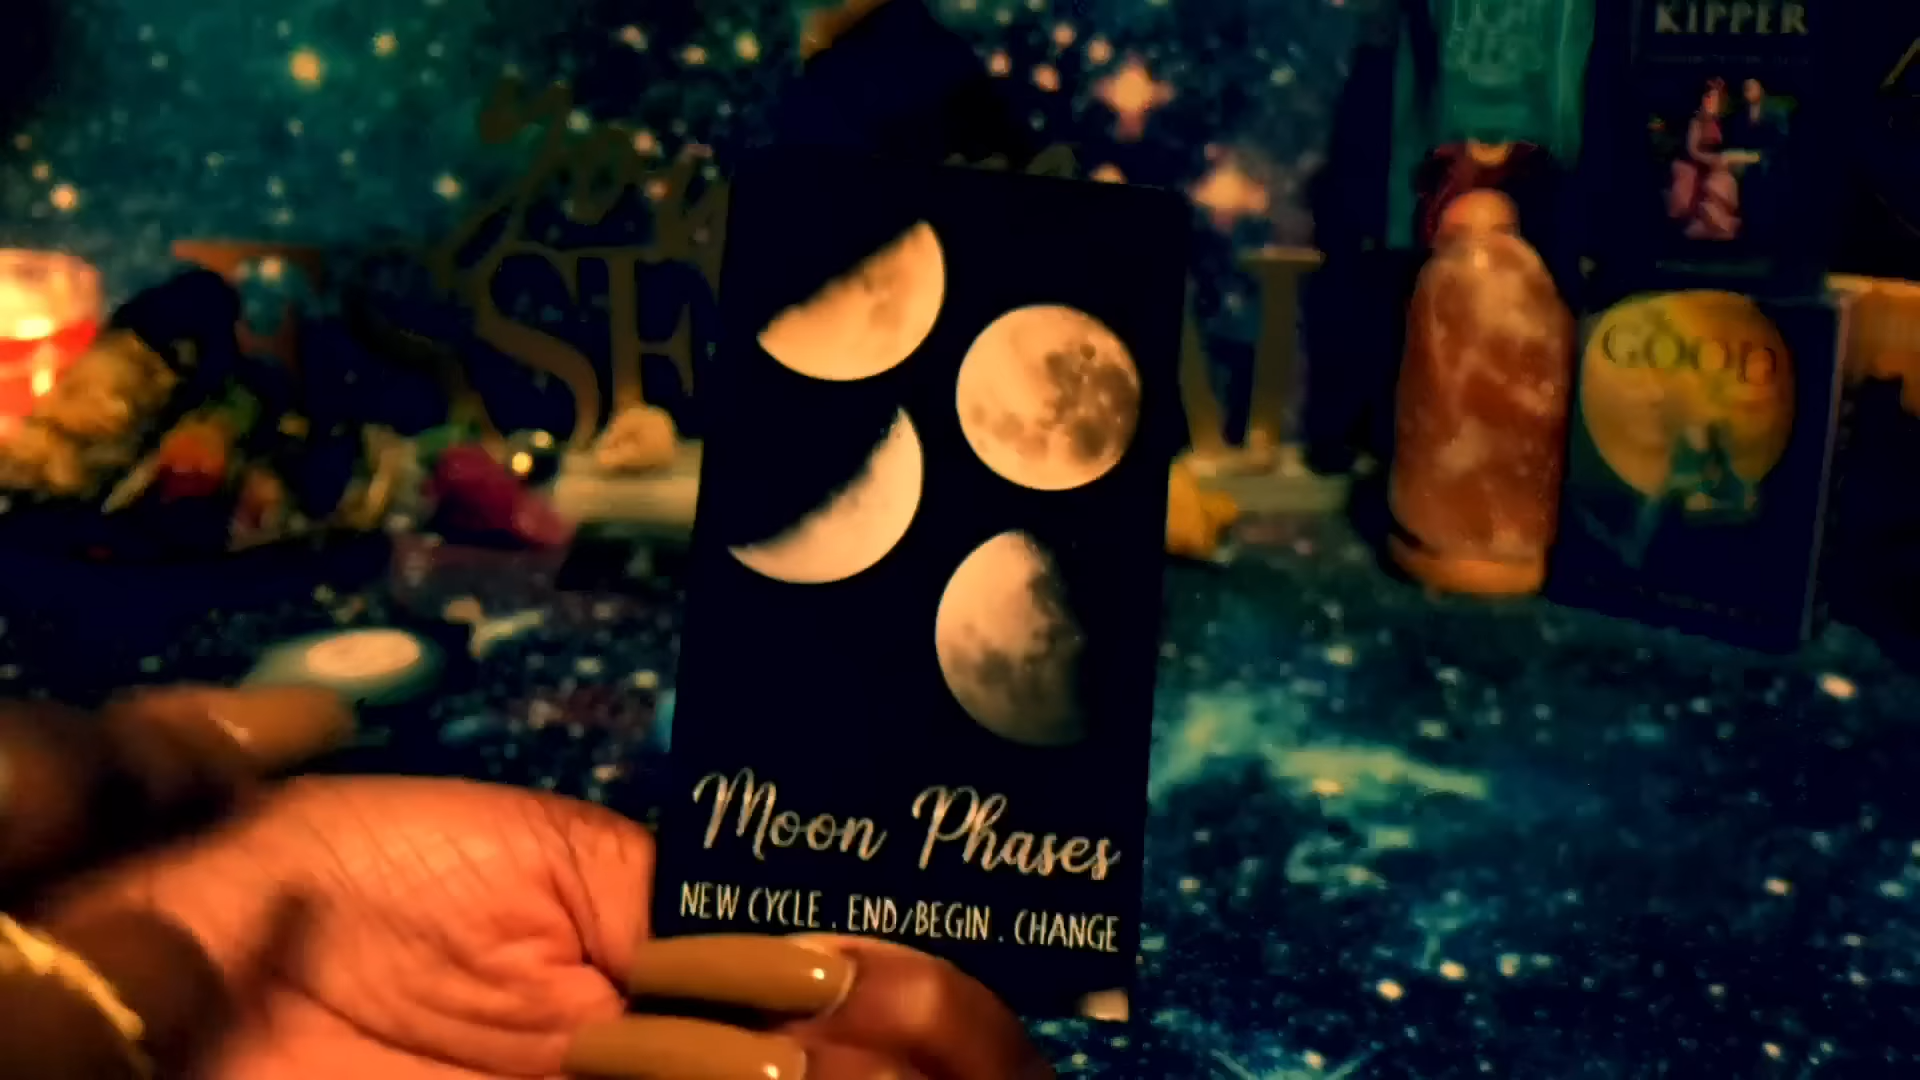 KIPPER
GOOD
Moon Phases
NEW CYCLE . END/BEGIN . CHANGE